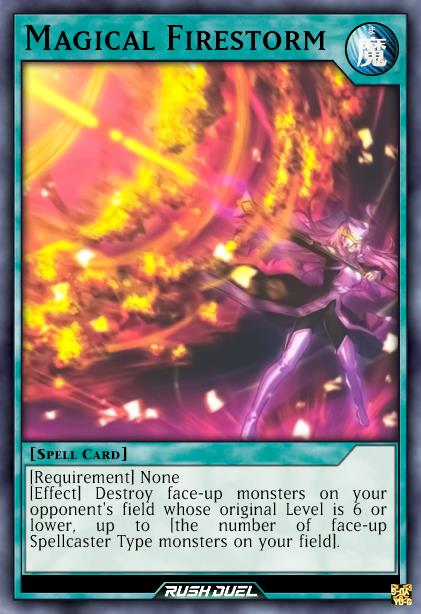 Magical Firestorm
ま
魔
[Spell Card]
[Requirement] None
[Effect] Destroy face-up monsters on your
opponent's field whose original Level is 6 or
lower, up to [the number of face-up
Spellcaster Type monsters on your field].
RUSH DUEL